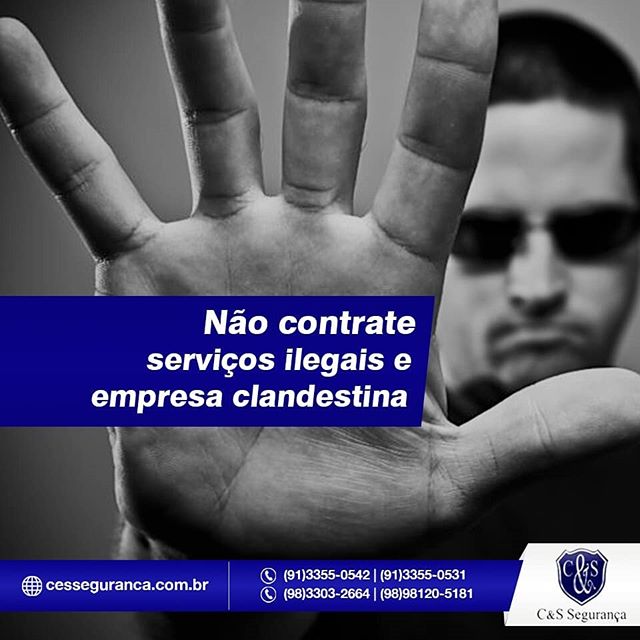 Não contrate
serviços ilegais e
empresa clandestina
cesseguranca.com.br
(91)3355-0542 | (91)3355-0531
(98)3303-2664 | (98)98120-5181
C&S
C&S Segurança